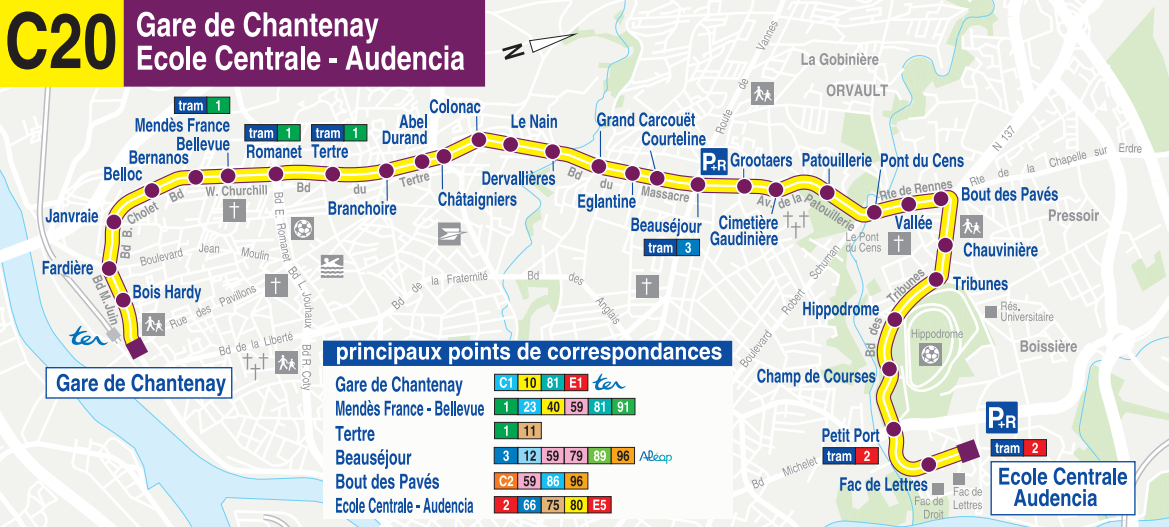 C20
Gare de Chantenay
Ecole Centrale - Audencia
N
Vannes
Route de
La Gobinière
ORVAULT
N 137
Rte de la Chapelle sur Erdre
Pressoir
tram 1
Mendès France
Bellevue
tram 1
Romanet
tram 1
Tertre
Abel
Durand
Colonac
Le Nain
Grand Carcouët
Courteline
P+R
Grootaers
Patouillerie
Pont du Cens
Rte de Rennes
Bout des Pavés
Bernanos
Belloc
Janvraie
Fardière
Bois Hardy
Bd B. Cholet
W. Churchill
Bd du Tertre
Branchoire
Châtaigniers
Dervallières
Bd du Massacre
Eglantine
Beauséjour
tram 3
Cimetière
Gaudinière
Av. de la Patouillerie
Le Pont
du Cens
Vallée
Chauvinière
Tribunes
Bd des Tribunes
Hippodrome
Hippodrome
Rés.
Universitaire
Boissière
Champ de Courses
Petit Port
tram 2
Bd Michelet
Fac de Lettres
Fac de
Droit
Fac de
Lettres
P+R
tram 2
Ecole Centrale
Audencia
Boulevard Robert Schuman
Bd des Anglais
Bd de la Fraternité
Boulevard Jean Moulin
Bd E. Romanet
Bd L. Jouhaux
Bd R. Coty
Rue des Pavillons
Bd de la Liberté
Bd M. Juin
ter
Gare de Chantenay
principaux points de correspondances
Gare de Chantenay C1 10 81 E1 ter
Mendès France - Bellevue 1 23 40 59 81 91
Tertre 1 11
Beauséjour 3 12 59 79 89 96 Aléop
Bout des Pavés C2 59 86 96
Ecole Centrale - Audencia 2 66 75 80 E5